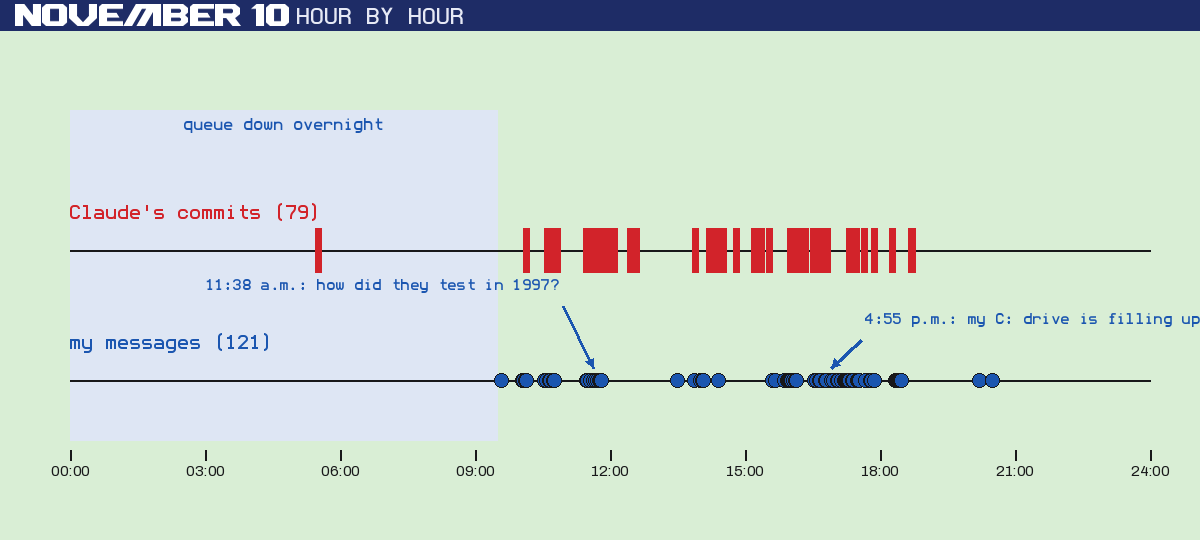 NOVEMBER 10 HOUR BY HOUR
queue down overnight
Claude's commits (79)
11:38 a.m.: how did they test in 1997?
4:55 p.m.: my C: drive is filling up
my messages (121)
00:00 03:00 06:00 09:00 12:00 15:00 18:00 21:00 24:00